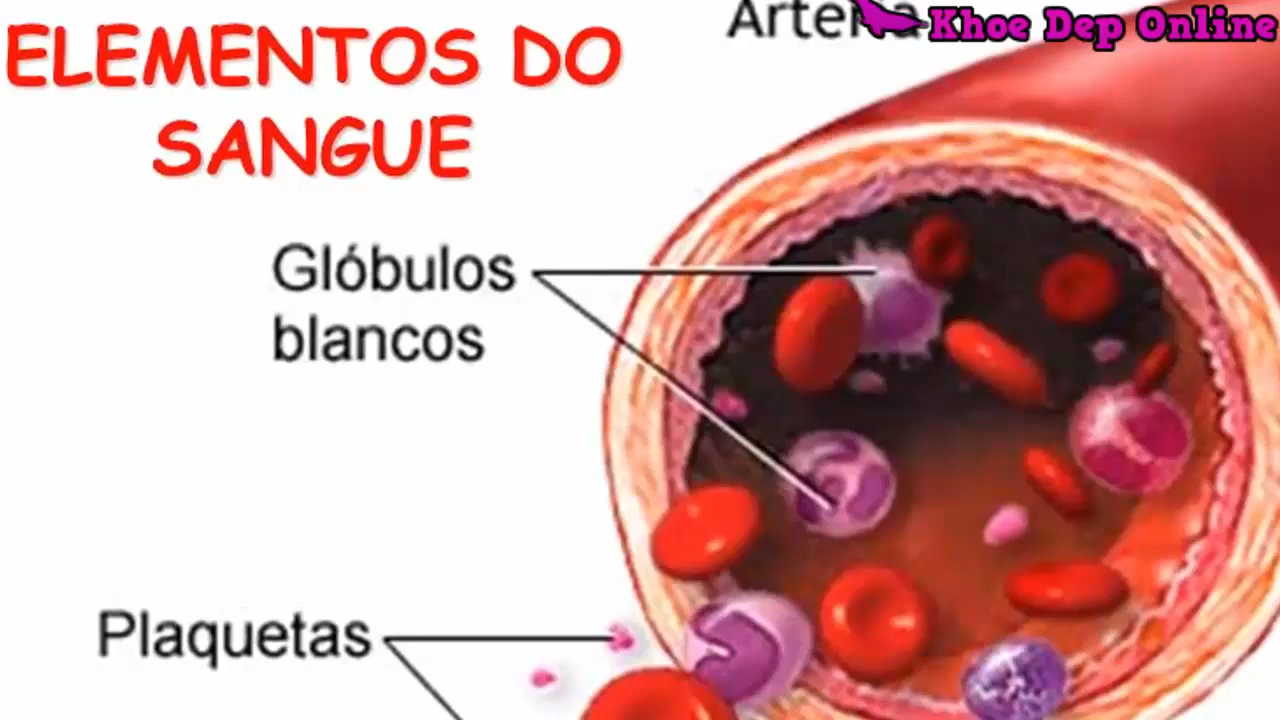 ELEMENTOS DO
SANGUE
Khoe Dep Online
Glóbulos
blancos
Plaquetas